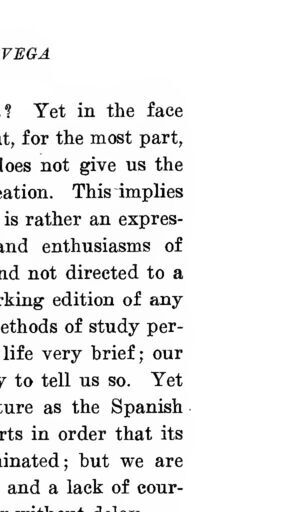 VEGA
? Yet in the face
t, for the most part,
does not give us the
eation. This implies
is rather an expres-
and enthusiasms of
nd not directed to a
rking edition of any
ethods of study per-
life very brief; our
y to tell us so. Yet
ture as the Spanish
rts in order that its
ninated; but we are
and a lack of cour-
without delay